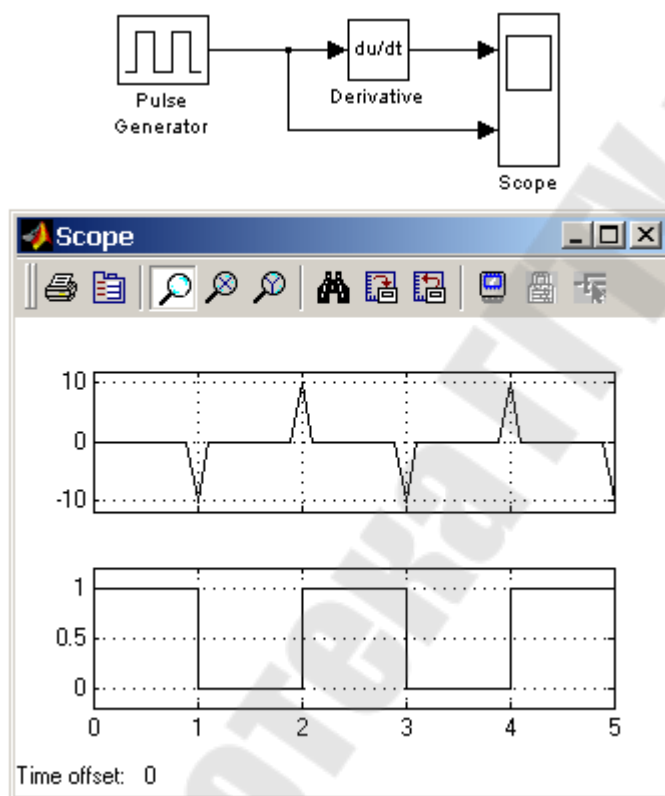 du/dt
Pulse
Generator
Derivative
Scope
Scope
10
0
-10
1
0.5
0
0 1 2 3 4 5
Time offset: 0